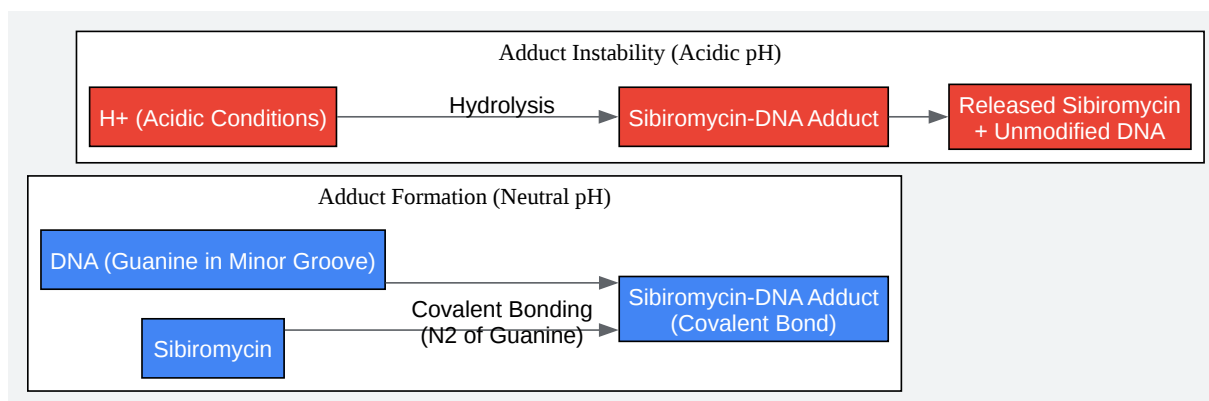 Adduct Instability (Acidic pH)
H+ (Acidic Conditions)
Hydrolysis
Sibiromycin-DNA Adduct
Released Sibiromycin
+ Unmodified DNA
Adduct Formation (Neutral pH)
DNA (Guanine in Minor Groove)
Sibiromycin
Covalent Bonding
(N2 of Guanine)
Sibiromycin-DNA Adduct
(Covalent Bond)